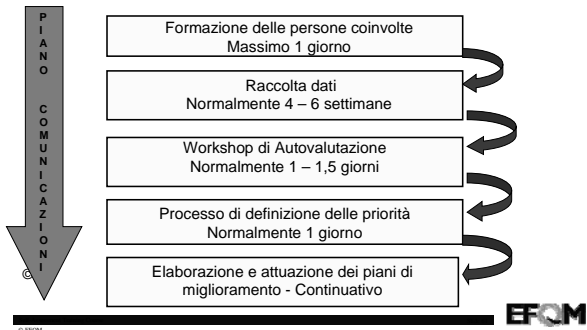 PIANO COMUNICAZIONI
Formazione delle persone coinvolte
Massimo 1 giorno
Raccolta dati
Normalmente 4 – 6 settimane
Workshop di Autovalutazione
Normalmente 1 – 1,5 giorni
Processo di definizione delle priorità
Normalmente 1 giorno
Elaborazione e attuazione dei piani di
miglioramento - Continuativo
©
EFQM
© EFQM